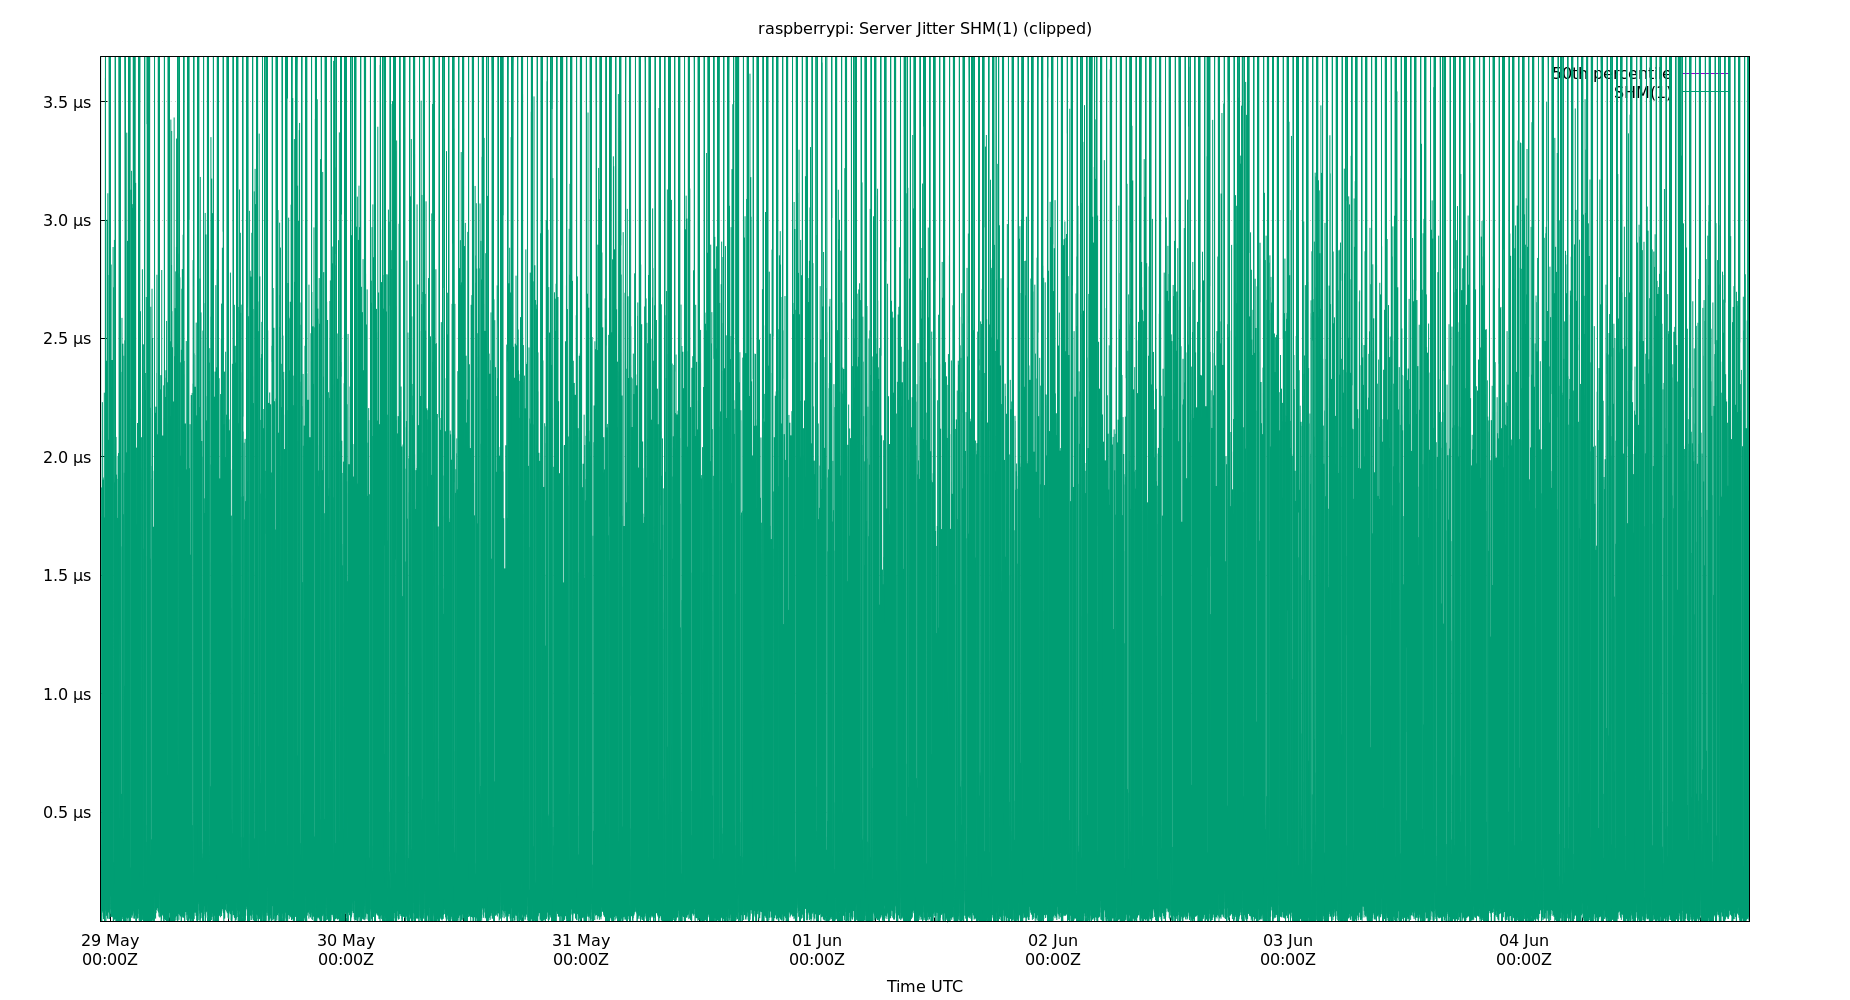 raspberrypi: Server Jitter SHM(1) (clipped)
50th percentile
SHM(1)
3.5 µs
3.0 µs
2.5 µs
2.0 µs
1.5 µs
1.0 µs
0.5 µs
29 May 30 May 31 May 01 Jun 02 Jun 03 Jun 04 Jun
00:00Z 00:00Z 00:00Z 00:00Z 00:00Z 00:00Z 00:00Z
Time UTC